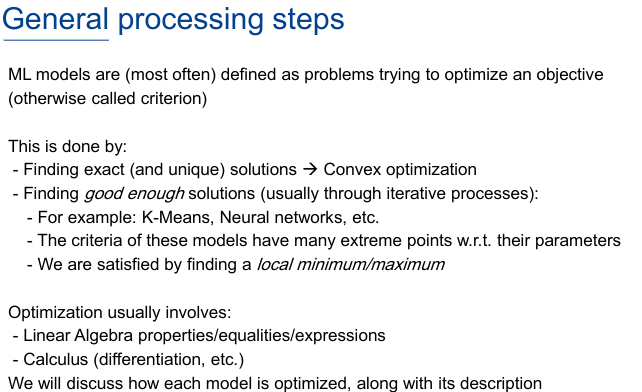 General processing steps
ML models are (most often) defined as problems trying to optimize an objective
(otherwise called criterion)
This is done by:
- Finding exact (and unique) solutions → Convex optimization
- Finding good enough solutions (usually through iterative processes):
- For example: K-Means, Neural networks, etc.
- The criteria of these models have many extreme points w.r.t. their parameters
- We are satisfied by finding a local minimum/maximum
Optimization usually involves:
- Linear Algebra properties/equalities/expressions
- Calculus (differentiation, etc.)
We will discuss how each model is optimized, along with its description